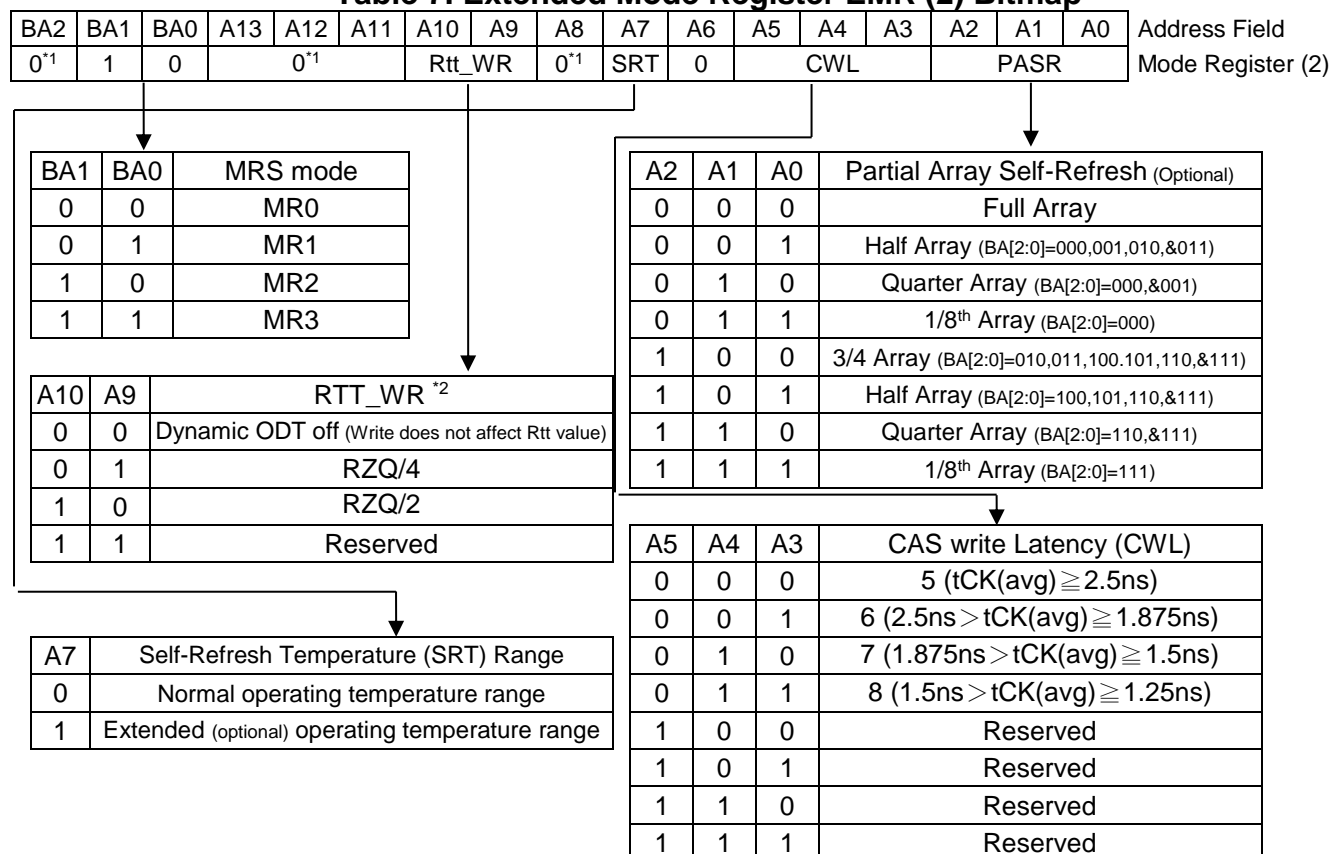 Table 7. Extended Mode Register EMR (2) Bitmap
BA2 BA1 BA0 A13 A12 A11 A10 A9 A8 A7 A6 A5 A4 A3 A2 A1 A0 Address Field
0*1 1 0 0*1 Rtt_WR 0*1 SRT 0 CWL PASR Mode Register (2)
BA1 BA0 MRS mode
0 0 MR0
0 1 MR1
1 0 MR2
1 1 MR3
A2 A1 A0 Partial Array Self-Refresh (Optional)
0 0 0 Full Array
0 0 1 Half Array (BA[2:0]=000,001,010,&011)
0 1 0 Quarter Array (BA[2:0]=000,&001)
0 1 1 1/8th Array (BA[2:0]=000)
1 0 0 3/4 Array (BA[2:0]=010,011,100.101,110,&111)
1 0 1 Half Array (BA[2:0]=100,101,110,&111)
1 1 0 Quarter Array (BA[2:0]=110,&111)
1 1 1 1/8th Array (BA[2:0]=111)
A10 A9 RTT_WR *2
0 0 Dynamic ODT off (Write does not affect Rtt value)
0 1 RZQ/4
1 0 RZQ/2
1 1 Reserved
A5 A4 A3 CAS write Latency (CWL)
0 0 0 5 (tCK(avg)≧2.5ns)
0 0 1 6 (2.5ns>tCK(avg)≧1.875ns)
0 1 0 7 (1.875ns>tCK(avg)≧1.5ns)
0 1 1 8 (1.5ns>tCK(avg)≧1.25ns)
1 0 0 Reserved
1 0 1 Reserved
1 1 0 Reserved
1 1 1 Reserved
A7 Self-Refresh Temperature (SRT) Range
0 Normal operating temperature range
1 Extended (optional) operating temperature range